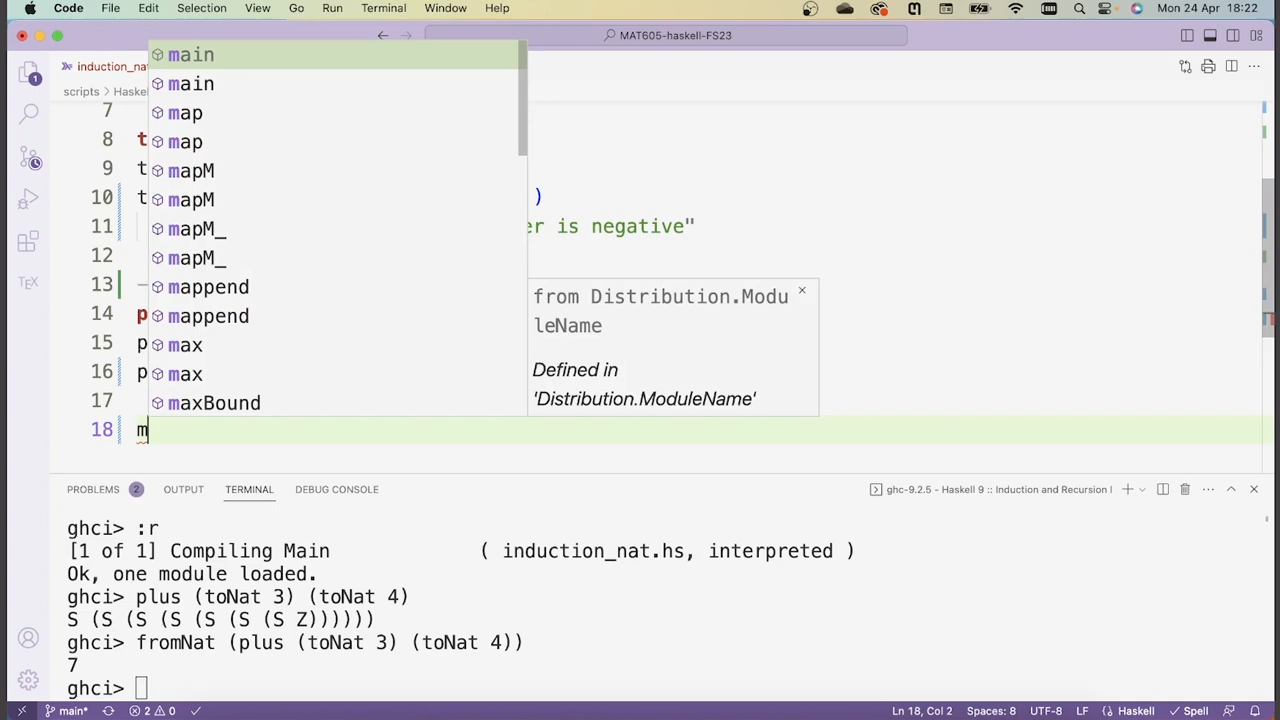 Code File Edit Selection View Go Run Terminal Window Help Mon 24 Apr 18:22
MAT605-haskell-FS23
induction_na
scripts > Haske
main
main
map
map
mapM
mapM
mapM_
mapM_
mappend
mappend
max
max
maxBound
from Distribution.Modu
leName
Defined in
'Distribution.ModuleName'
7
8 t
9 t
10 t )
11 er is negative"
12
13 -
14 p
15 p
16 p
17
18 m
PROBLEMS 2 OUTPUT TERMINAL DEBUG CONSOLE ghc-9.2.5 - Haskell 9 :: Induction and Recursion
ghci> :r
[1 of 1] Compiling Main ( induction_nat.hs, interpreted )
Ok, one module loaded.
ghci> plus (toNat 3) (toNat 4)
S (S (S (S (S (S (S Z))))))
ghci> fromNat (plus (toNat 3) (toNat 4))
7
ghci>
main* 2 0 Ln 18, Col 2 Spaces: 8 UTF-8 LF Haskell Spell